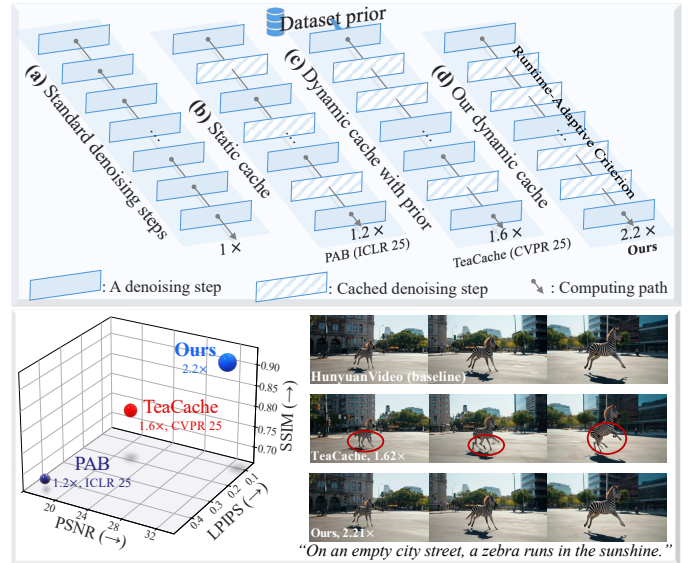 Dataset prior
(a) Standard denoising steps
1 ×
(b) Static cache
1.2 ×
PAB (ICLR 25)
(c) Dynamic cache with prior
1.6 ×
TeaCache (CVPR 25)
(d) Our dynamic cache
Runtime-Adaptive Criterion
2.2 ×
Ours
: A denoising step
: Cached denoising step
: Computing path
Ours
2.2×
TeaCache
1.6×, CVPR 25
PAB
1.2×, ICLR 25
0.90
0.85
0.80
0.75
0.70
SSIM (→)
20
24
28
32
PSNR (→)
0.4
0.3
0.2
0.1
LPIPS (→)
HunyuanVideo (baseline)
TeaCache, 1.62×
Ours, 2.21×
“On an empty city street, a zebra runs in the sunshine.”